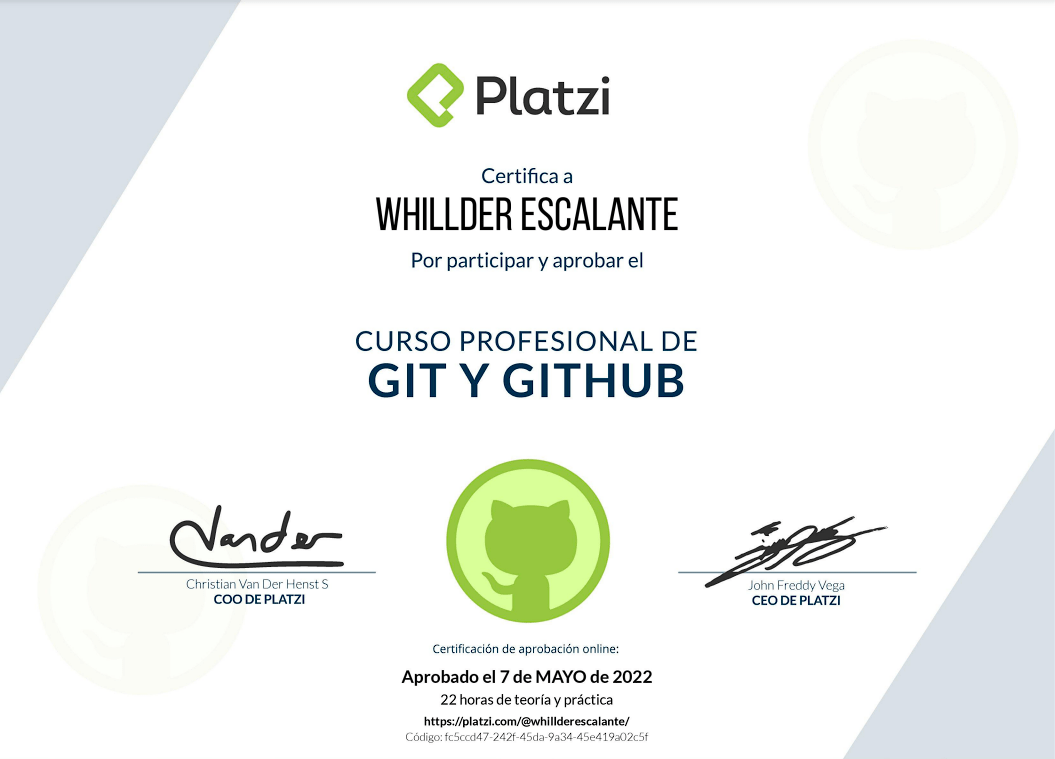 Platzi
Certifica a
WHILLDER ESCALANTE
Por participar y aprobar el
CURSO PROFESIONAL DE
GIT Y GITHUB
Vander
Christian Van Der Henst S
COO DE PLATZI
John Freddy Vega
CEO DE PLATZI
Certificación de aprobación online:
Aprobado el 7 de MAYO de 2022
22 horas de teoría y práctica
https://platzi.com/@whillderescalante/
Código: fc5ccd47-242f-45da-9a34-45e419a02c5f